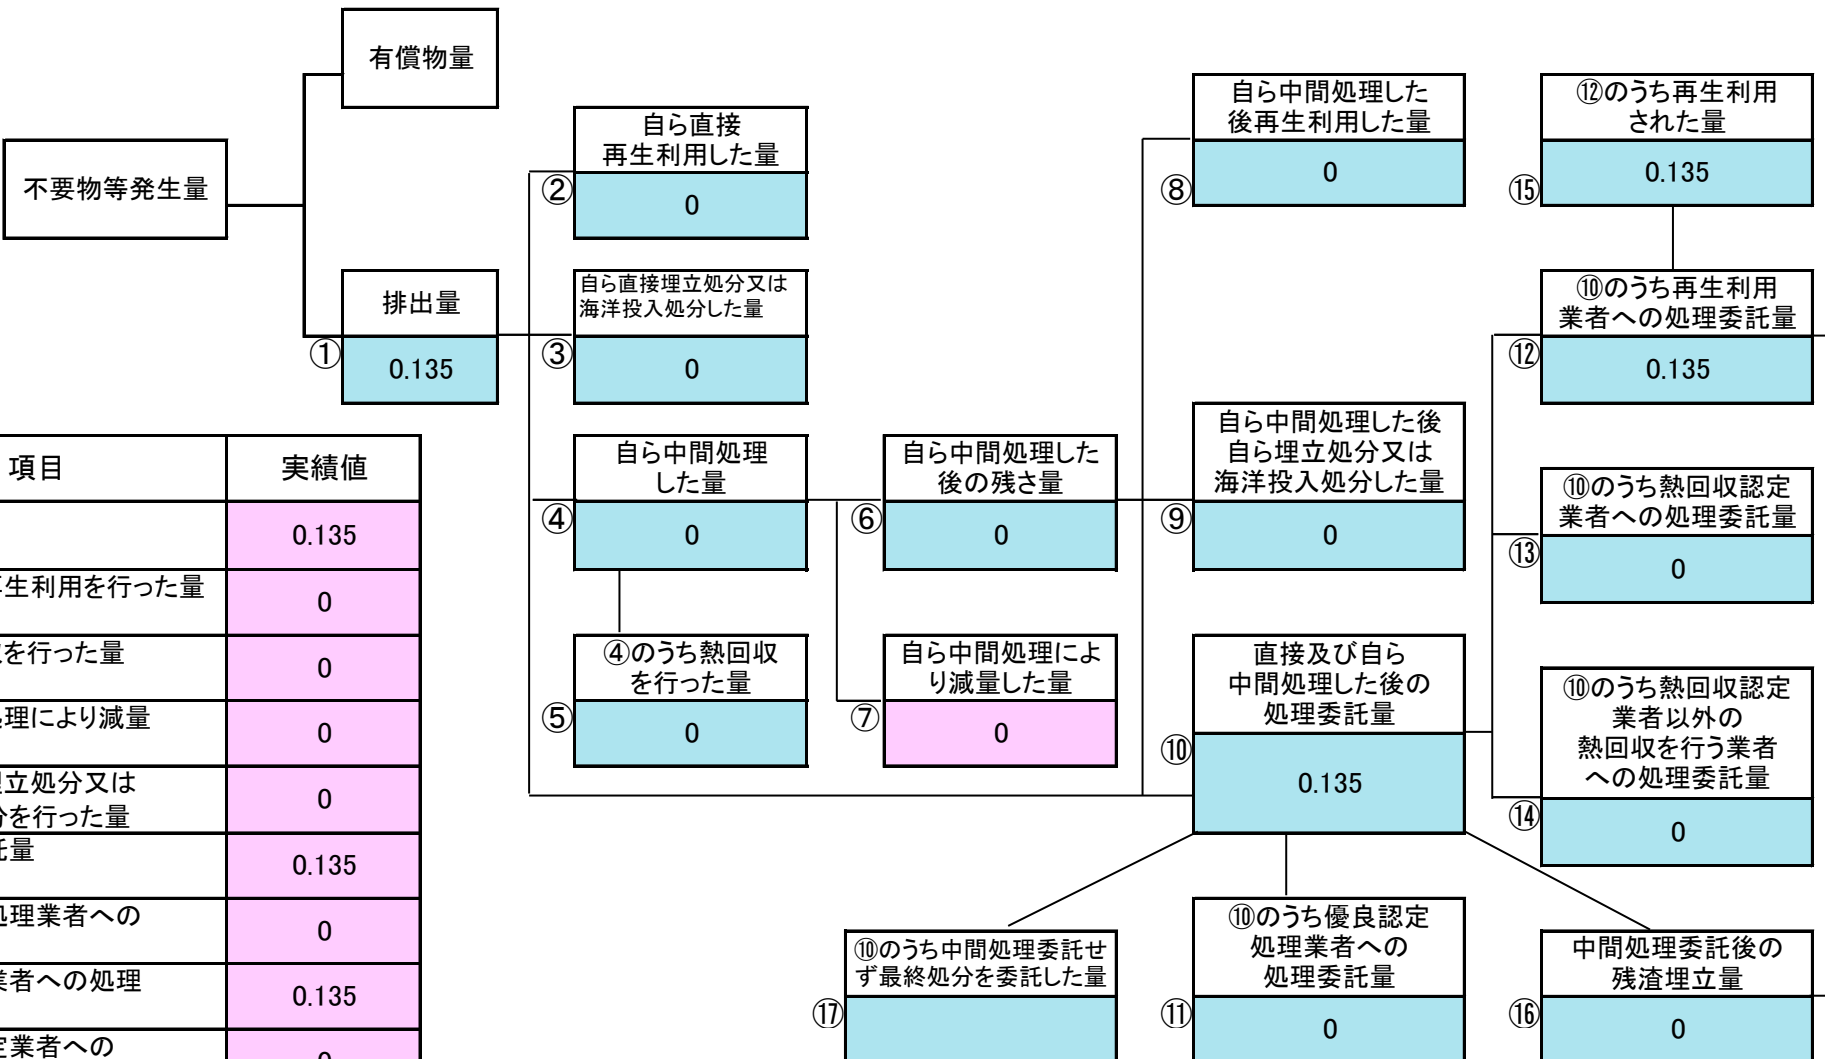 有償物量
不要物等発生量
排出量
①
0.135
自ら直接
再生利用した量
②
0
自ら直接埋立処分又は
海洋投入処分した量
③
0
自ら中間処理
した量
④
0
④のうち熱回収
を行った量
⑤
0
自ら中間処理した
後の残さ量
⑥
0
自ら中間処理によ
り減量した量
⑦
0
自ら中間処理した
後再生利用した量
⑧
0
自ら中間処理した後
自ら埋立処分又は
海洋投入処分した量
⑨
0
直接及び自ら
中間処理した後の
処理委託量
⑩
0.135
⑩のうち優良認定
処理業者への
処理委託量
⑪
0
⑫のうち再生利用
された量
⑮
0.135
⑩のうち再生利用
業者への処理委託量
⑫
0.135
⑩のうち熱回収認定
業者への処理委託量
⑬
0
⑩のうち熱回収認定
業者以外の
熱回収を行う業者
への処理委託量
⑭
0
中間処理委託後の
残渣埋立量
⑯
0
⑩のうち中間処理委託せ
ず最終処分を委託した量
⑰
項目 実績値
0.135
生利用を行った量
0
を行った量
0
理により減量
0
立処分又は
を行った量
0
量
0.135
処理業者への
0
業者への処理
0.135
業者への
0